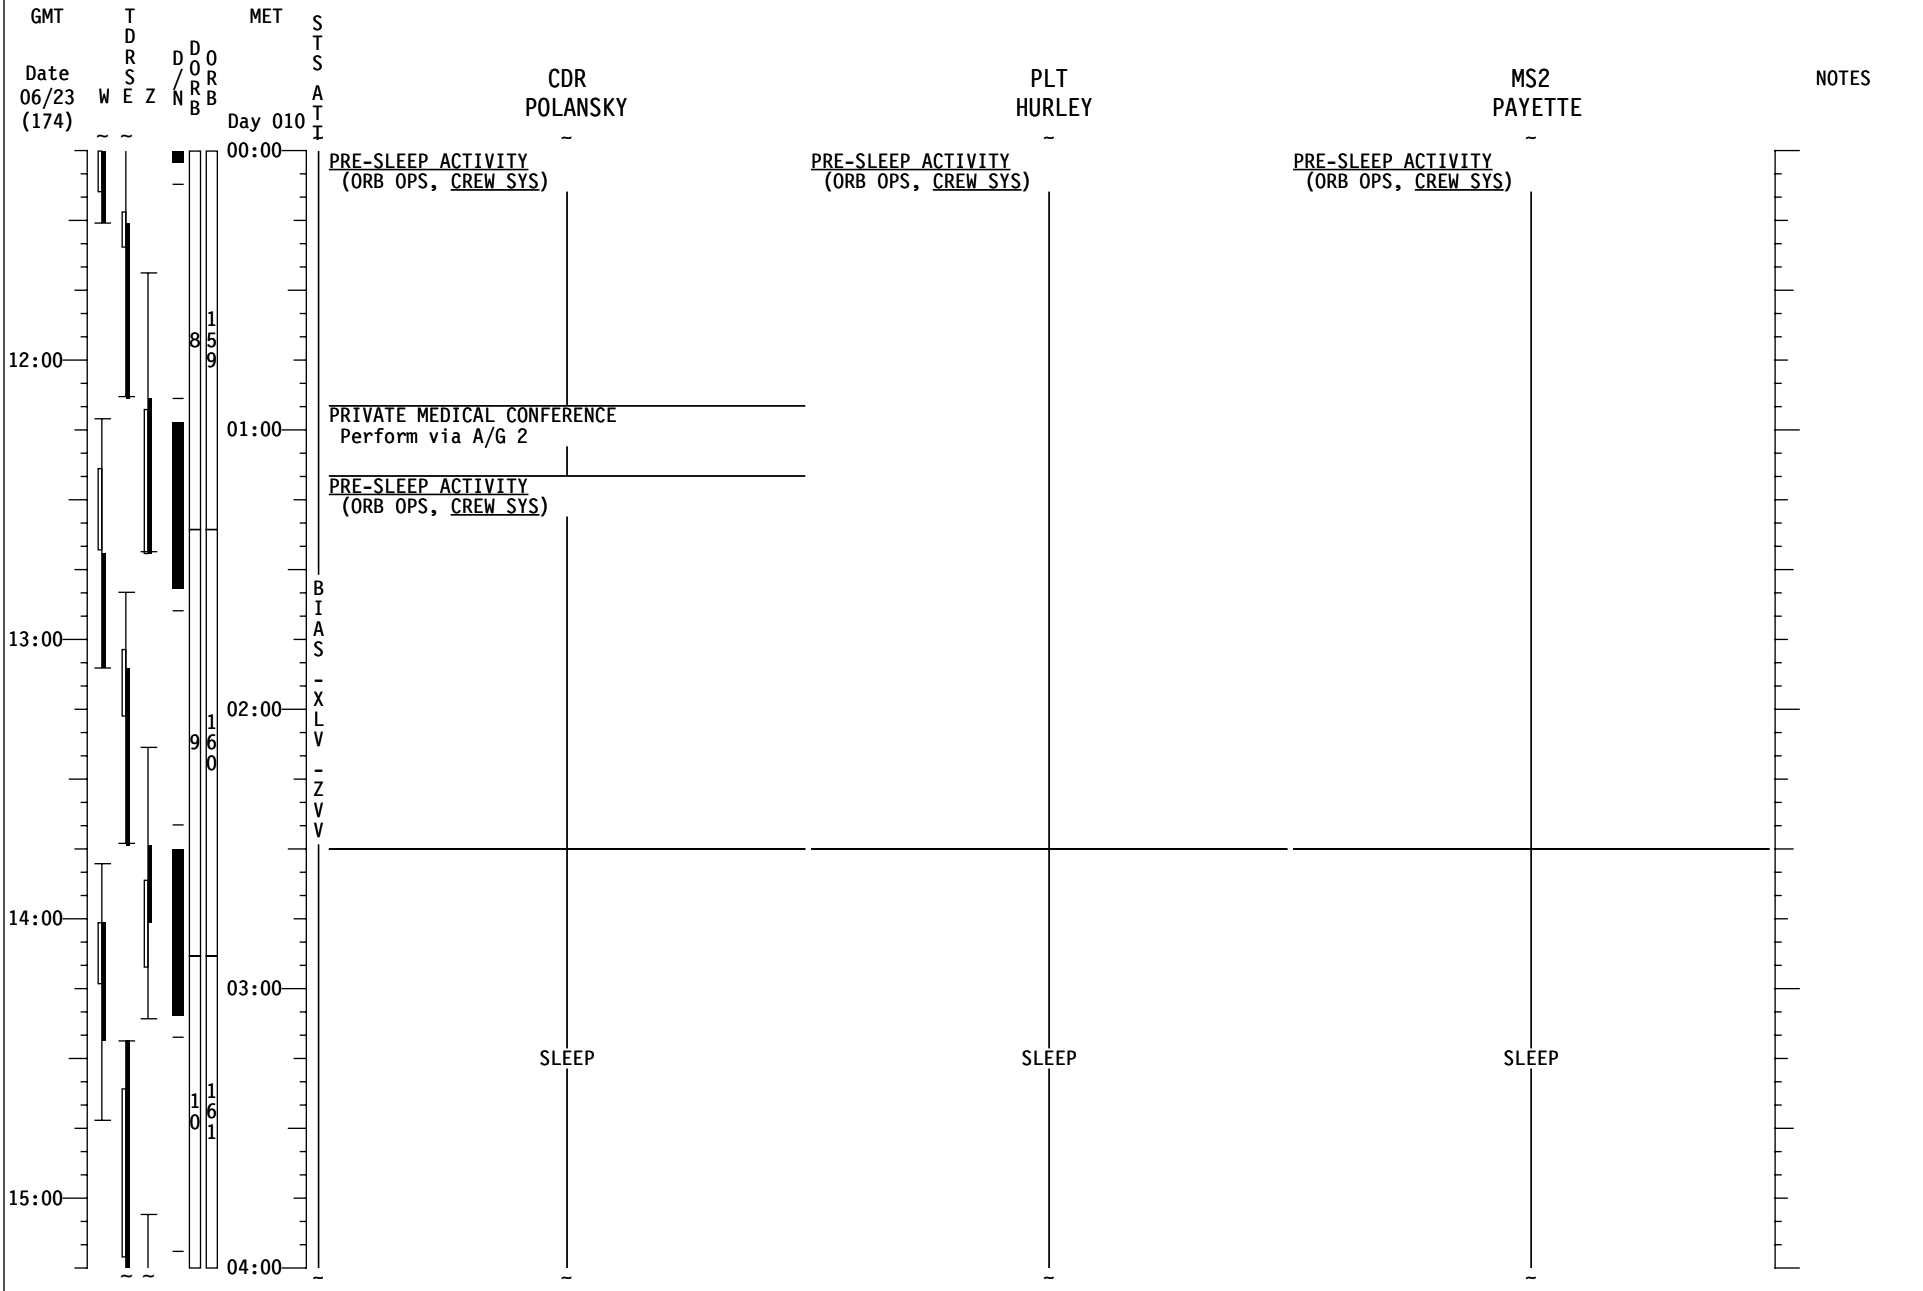 GMT
TDRSE
MET
STS ATT
D/N
DORB
ORB
Date
06/23
(174)
W E Z
Day 010
CDR
POLANSKY
PLT
HURLEY
MS2
PAYETTE
NOTES
~ ~ ~ ~ ~
00:00
PRE-SLEEP ACTIVITY
(ORB OPS, CREW SYS)
PRE-SLEEP ACTIVITY
(ORB OPS, CREW SYS)
PRE-SLEEP ACTIVITY
(ORB OPS, CREW SYS)
8
159
12:00
PRIVATE MEDICAL CONFERENCE
Perform via A/G 2
01:00
PRE-SLEEP ACTIVITY
(ORB OPS, CREW SYS)
BIAS -XLV -ZVV
13:00
02:00
9
160
14:00
03:00
SLEEP
SLEEP
SLEEP
10
161
15:00
04:00
~ ~ ~ ~ ~ ~